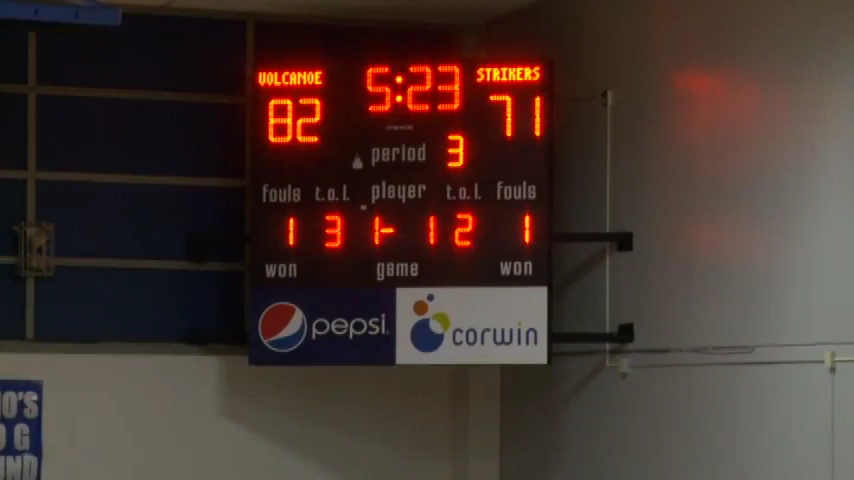 VOLCANOE 5:23 STRIKERS
82 71
period 3
fouls t.o.l. player t.o.l. fouls
1 3 1-1 2 1
won game won
pepsi corwin